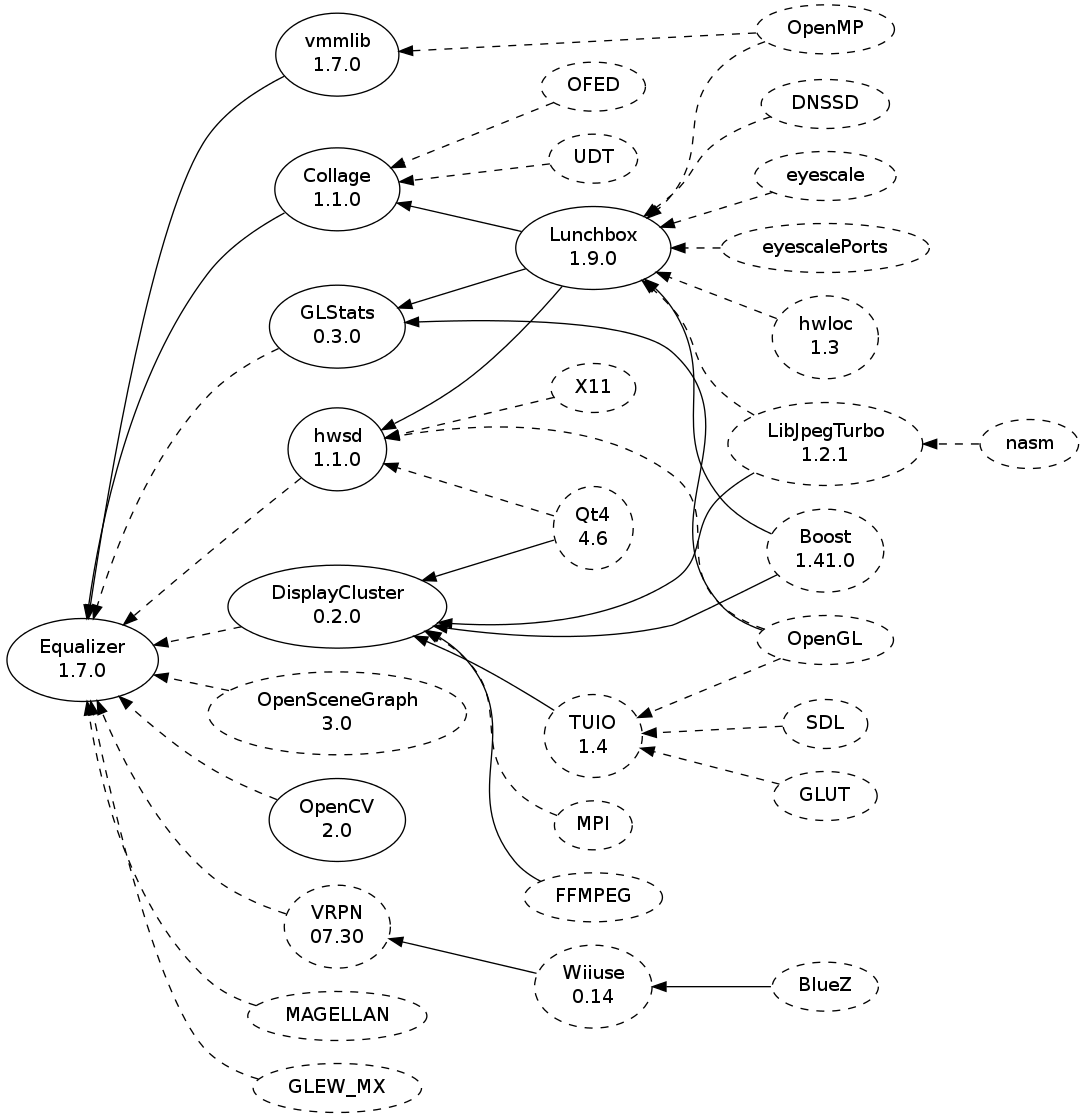 vmmlib
1.7.0
OpenMP
OFED
DNSSD
UDT
Collage
1.1.0
eyescale
Lunchbox
1.9.0
eyescalePorts
GLStats
0.3.0
hwloc
1.3
X11
hwsd
1.1.0
LibJpegTurbo
1.2.1
nasm
Qt4
4.6
Boost
1.41.0
DisplayCluster
0.2.0
OpenGL
Equalizer
1.7.0
OpenSceneGraph
3.0
TUIO
1.4
SDL
GLUT
OpenCV
2.0
MPI
FFMPEG
VRPN
07.30
Wiiuse
0.14
BlueZ
MAGELLAN
GLEW_MX